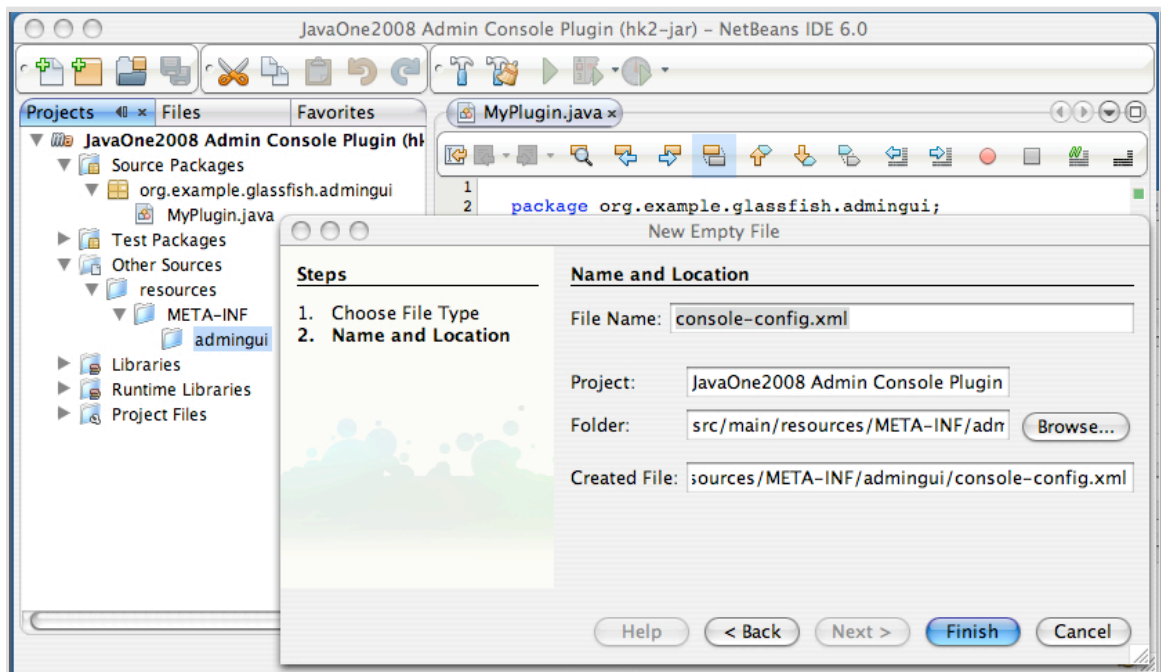 JavaOne2008 Admin Console Plugin (hk2-jar) – NetBeans IDE 6.0
Projects Files Favorites
MyPlugin.java
JavaOne2008 Admin Console Plugin (hk
Source Packages
org.example.glassfish.admingui
MyPlugin.java
Test Packages
Other Sources
resources
META-INF
admingui
Libraries
Runtime Libraries
Project Files
1
2 package org.example.glassfish.admingui;
New Empty File
Steps
1. Choose File Type
2. Name and Location
Name and Location
File Name: console-config.xml
Project: JavaOne2008 Admin Console Plugin
Folder: src/main/resources/META-INF/adm Browse...
Created File: sources/META-INF/admingui/console-config.xml
Help < Back Next > Finish Cancel